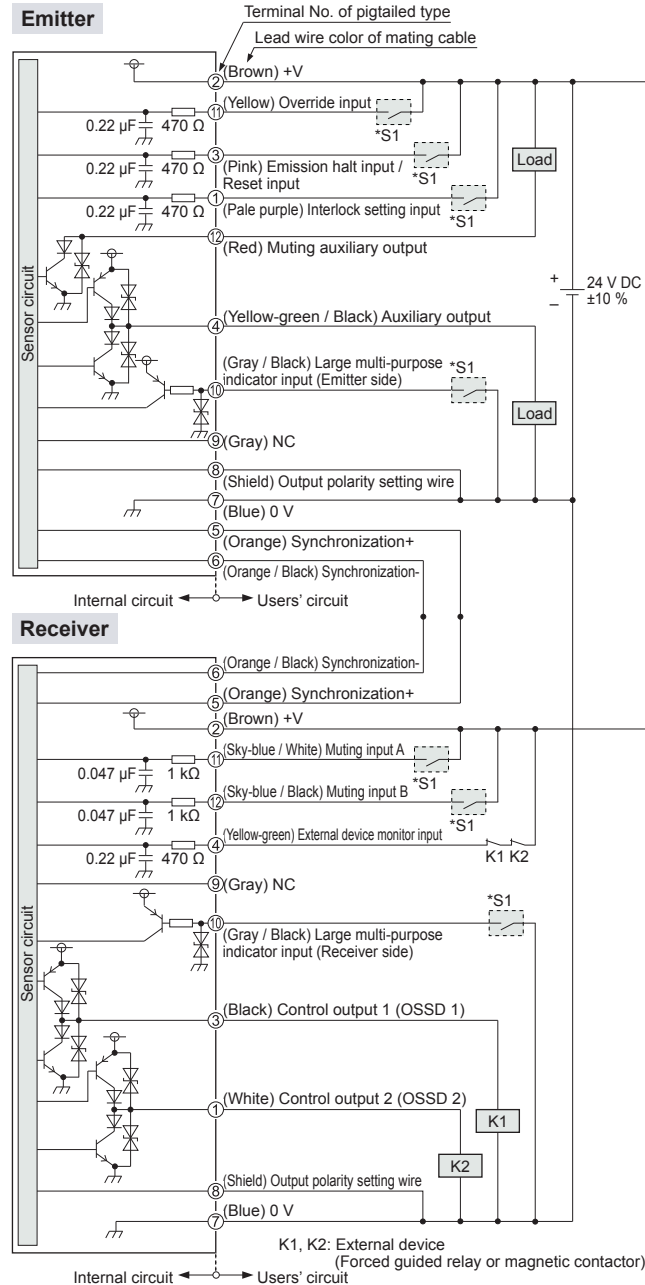 Emitter
Terminal No. of pigtailed type
Lead wire color of mating cable
② (Brown) +V
⑪ (Yellow) Override input
0.22 µF 470 Ω
*S1
③ (Pink) Emission halt input /
Reset input
0.22 µF 470 Ω
*S1
Load
① (Pale purple) Interlock setting input
0.22 µF 470 Ω
*S1
⑫ (Red) Muting auxiliary output
+
–
24 V DC
±10 %
Sensor circuit
④ (Yellow-green / Black) Auxiliary output
(Gray / Black) Large multi-purpose
⑩ indicator input (Emitter side)
*S1
Load
⑨ (Gray) NC
⑧
(Shield) Output polarity setting wire
⑦
(Blue) 0 V
⑤
(Orange) Synchronization+
⑥
(Orange / Black) Synchronization-
Internal circuit Users' circuit
Receiver
(Orange / Black) Synchronization-
⑥
(Orange) Synchronization+
⑤
(Brown) +V
②
⑪ (Sky-blue / White) Muting input A
0.047 µF 1 kΩ
*S1
⑫ (Sky-blue / Black) Muting input B
0.047 µF 1 kΩ
*S1
④ (Yellow-green) External device monitor input
0.22 µF 470 Ω
K1 K2
⑨ (Gray) NC
*S1
⑩
(Gray / Black) Large multi-purpose
indicator input (Receiver side)
Sensor circuit
③ (Black) Control output 1 (OSSD 1)
① (White) Control output 2 (OSSD 2)
K1
K2
(Shield) Output polarity setting wire
⑧
(Blue) 0 V
⑦
K1, K2: External device
(Forced guided relay or magnetic contactor)
Internal circuit Users' circuit